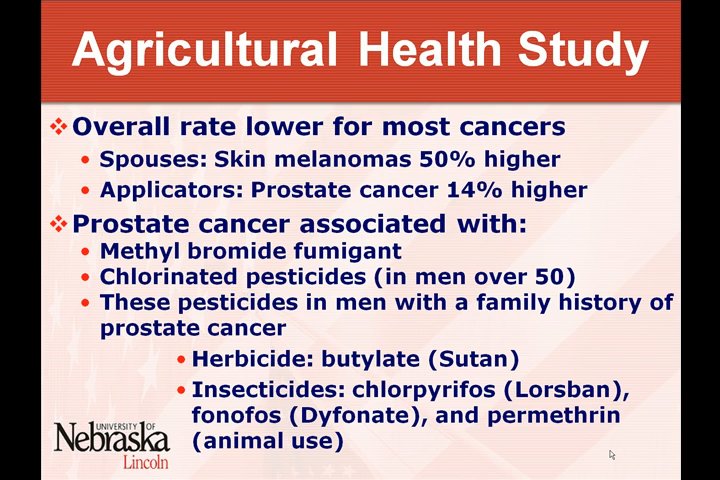 Agricultural Health Study
Overall rate lower for most cancers
Spouses: Skin melanomas 50% higher
Applicators: Prostate cancer 14% higher
Prostate cancer associated with:
Methyl bromide fumigant
Chlorinated pesticides (in men over 50)
These pesticides in men with a family history of
prostate cancer
Herbicide: butylate (Sutan)
Insecticides: chlorpyrifos (Lorsban),
fonofos (Dyfonate), and permethrin
(animal use)
UNIVERSITY OF
Nebraska
Lincoln